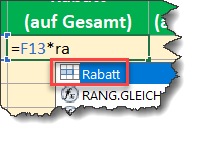 (auf Gesamt)
=F13*ra
Rabatt
RANG.GLEICH